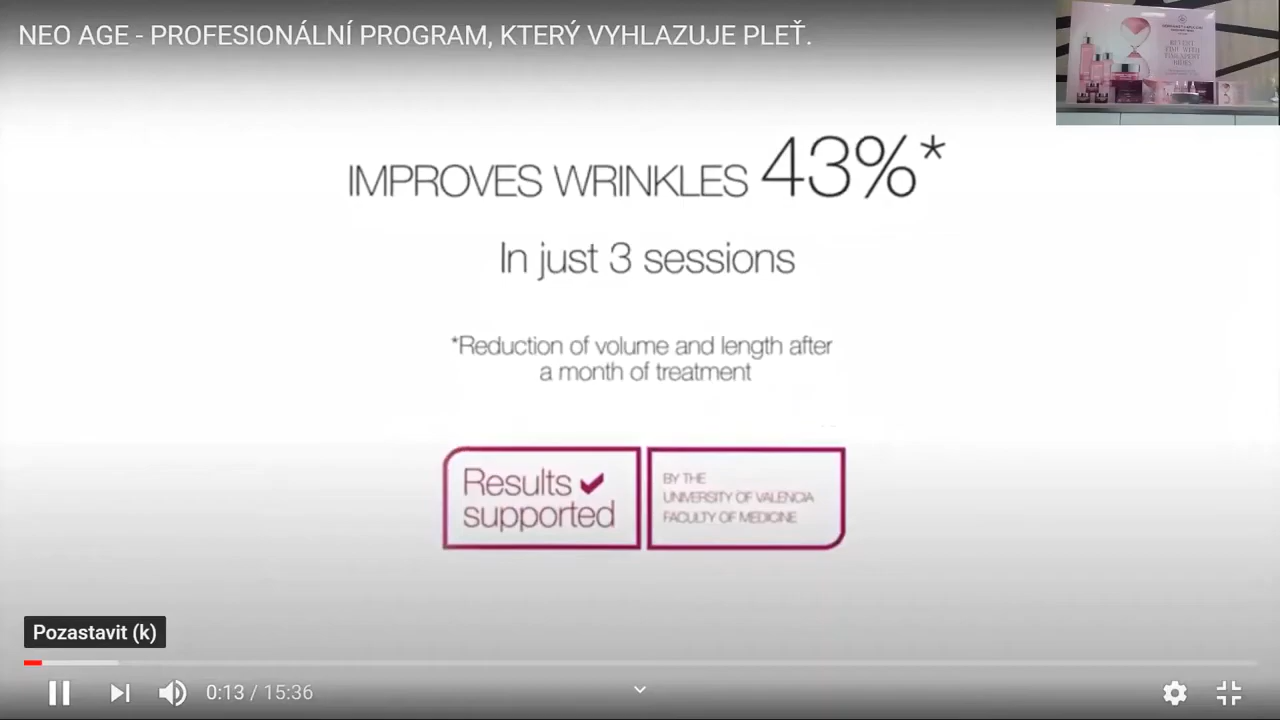 NEO AGE - PROFESIONÁLNÍ PROGRAM, KTERÝ VYHLAZUJE PLEŤ.
IMPROVES WRINKLES 43%*
In just 3 sessions
*Reduction of volume and length after
a month of treatment
Results
supported
BY THE
UNIVERSITY OF VALENCIA
FACULTY OF MEDICINE
Pozastavit (k)
0:13 / 15:36